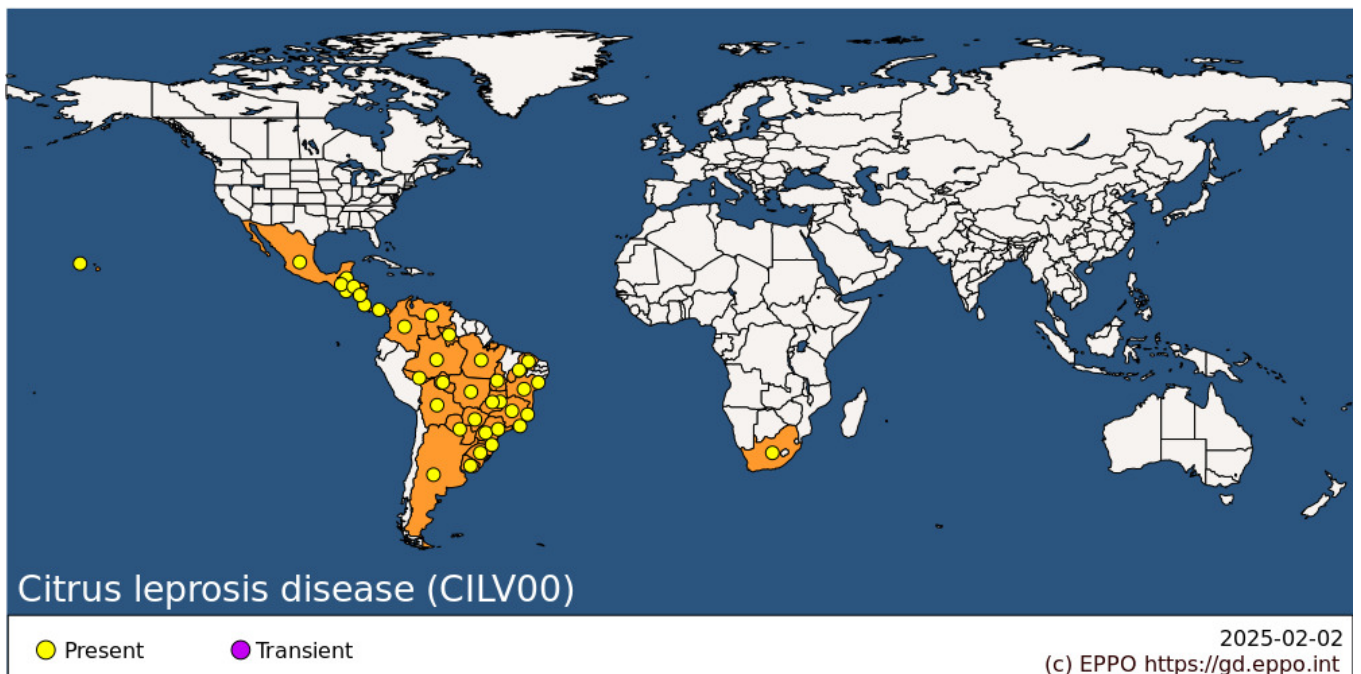 Citrus leprosis disease (CILV00)
Present
Transient
2025-02-02
(c) EPPO https://gd.eppo.int